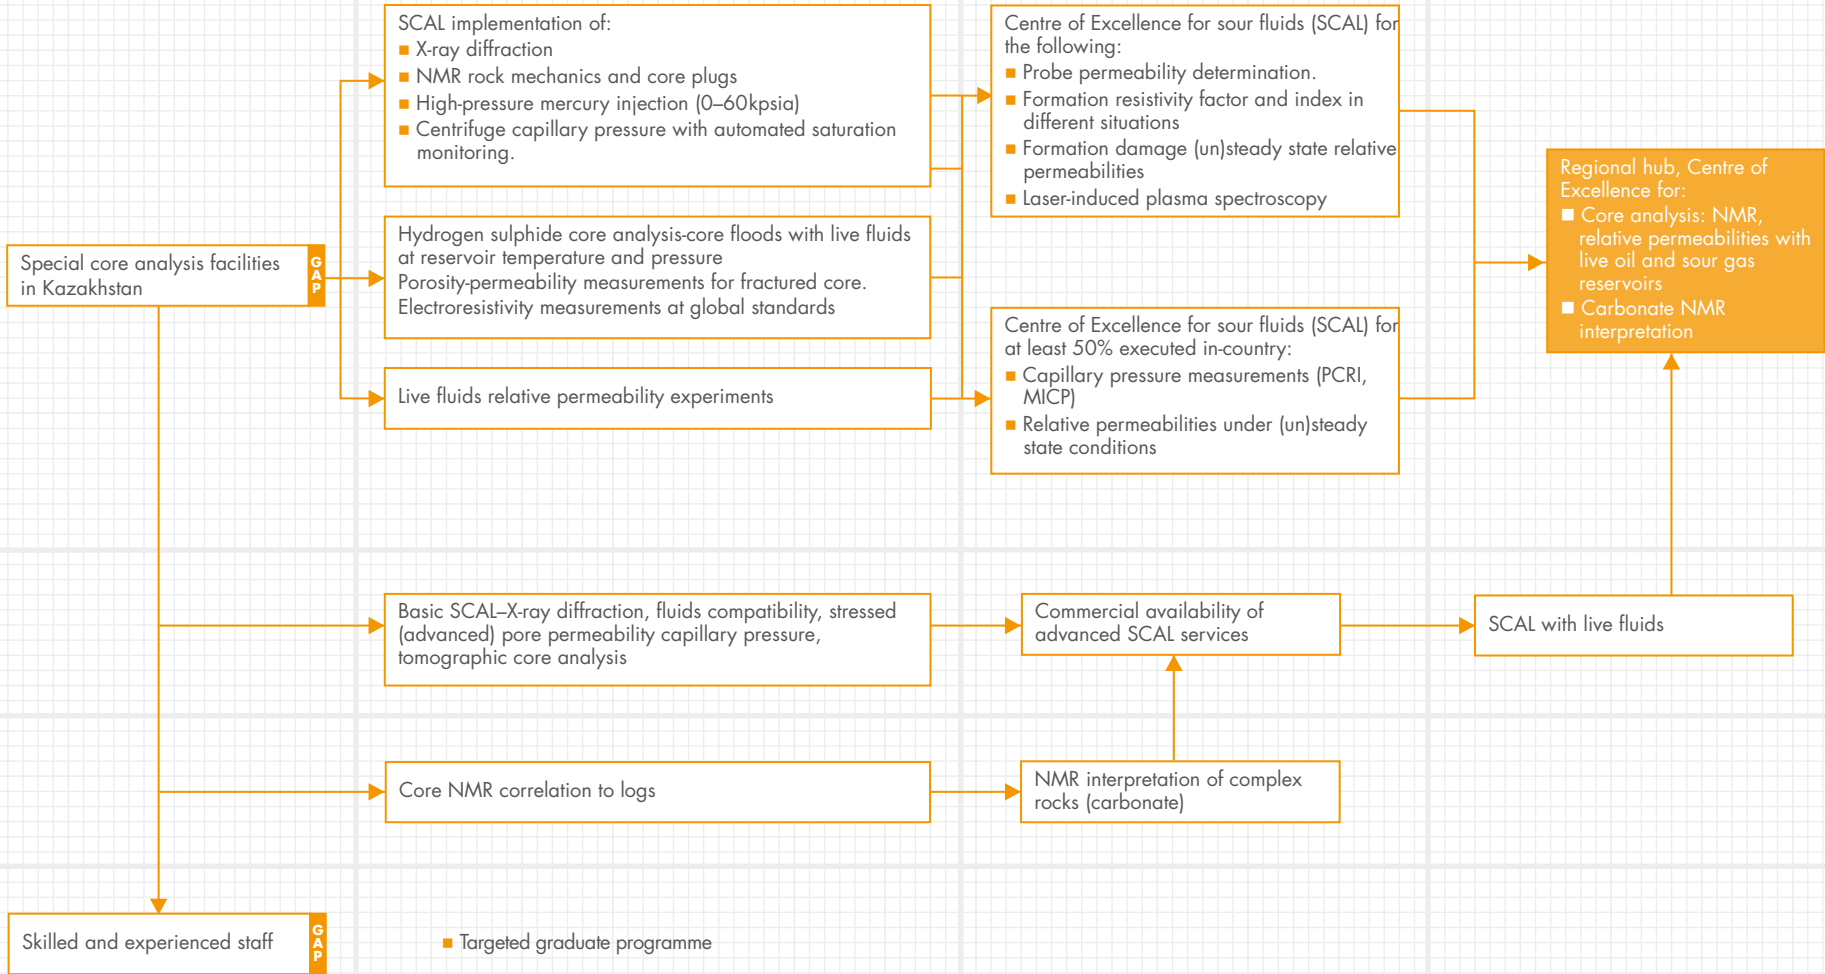 Special core analysis facilities
in Kazakhstan
GAP
SCAL implementation of:
X-ray diffraction
NMR rock mechanics and core plugs
High-pressure mercury injection (0–60kpsia)
Centrifuge capillary pressure with automated saturation
monitoring.
Hydrogen sulphide core analysis-core floods with live fluids
at reservoir temperature and pressure
Porosity-permeability measurements for fractured core.
Electroresistivity measurements at global standards
Live fluids relative permeability experiments
Centre of Excellence for sour fluids (SCAL) for
the following:
Probe permeability determination.
Formation resistivity factor and index in
different situations
Formation damage (un)steady state relative
permeabilities
Laser-induced plasma spectroscopy
Centre of Excellence for sour fluids (SCAL) for
at least 50% executed in-country:
Capillary pressure measurements (PCRI,
MICP)
Relative permeabilities under (un)steady
state conditions
Regional hub, Centre of
Excellence for:
Core analysis: NMR,
relative permeabilities with
live oil and sour gas
reservoirs
Carbonate NMR
interpretation
Basic SCAL–X-ray diffraction, fluids compatibility, stressed
(advanced) pore permeability capillary pressure,
tomographic core analysis
Commercial availability of
advanced SCAL services
SCAL with live fluids
Core NMR correlation to logs
NMR interpretation of complex
rocks (carbonate)
Skilled and experienced staff
GAP
Targeted graduate programme